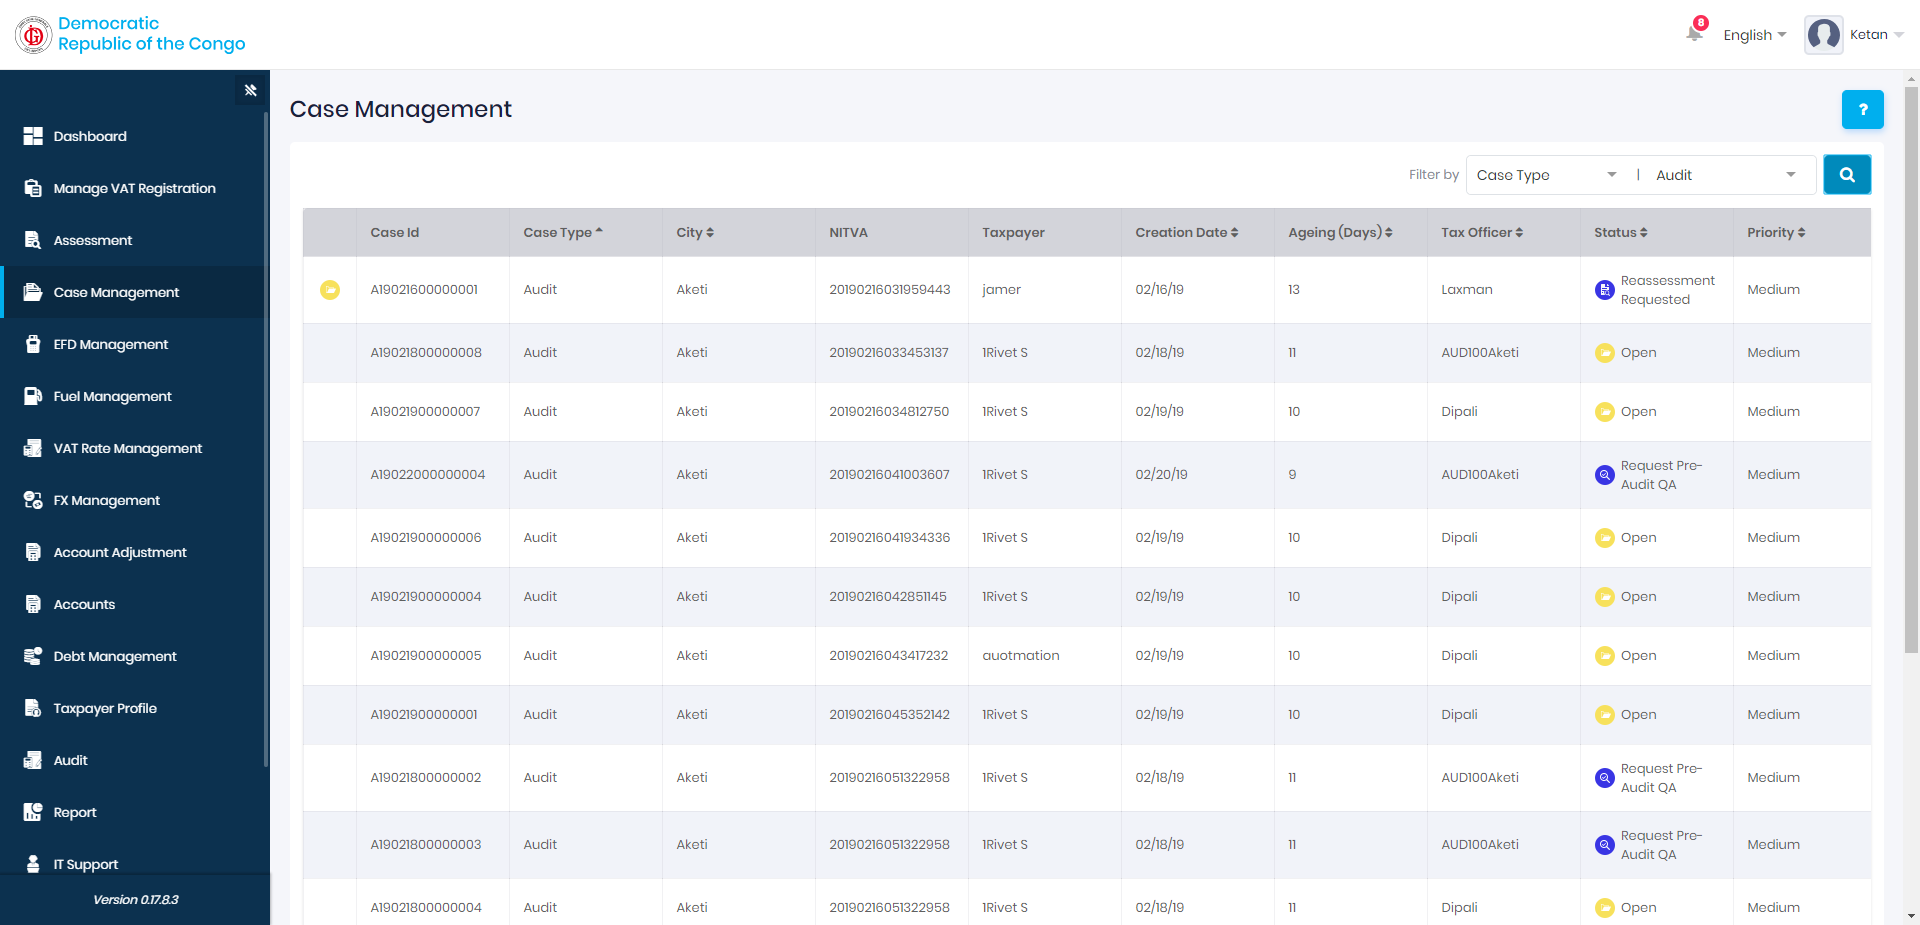 Democratic
Republic of the Congo
8
English
Ketan
Case Management
?
Dashboard
Manage VAT Registration
Assessment
Case Management
EFD Management
Fuel Management
VAT Rate Management
FX Management
Account Adjustment
Accounts
Debt Management
Taxpayer Profile
Audit
Report
IT Support
Version 0.17.8.3
Filter by Case Type | Audit
Case Id Case Type City NITVA Taxpayer Creation Date Ageing (Days) Tax Officer Status Priority
A19021600000001 Audit Aketi 20190216031959443 jamer 02/16/19 13 Laxman Reassessment Requested Medium
A19021800000008 Audit Aketi 20190216033453137 1Rivet S 02/18/19 11 AUD100Aketi Open Medium
A19021900000007 Audit Aketi 20190216034812750 1Rivet S 02/19/19 10 Dipali Open Medium
A19022000000004 Audit Aketi 20190216041003607 1Rivet S 02/20/19 9 AUD100Aketi Request Pre-Audit QA Medium
A19021900000006 Audit Aketi 20190216041934336 1Rivet S 02/19/19 10 Dipali Open Medium
A19021900000004 Audit Aketi 20190216042851145 1Rivet S 02/19/19 10 Dipali Open Medium
A19021900000005 Audit Aketi 20190216043417232 auotmation 02/19/19 10 Dipali Open Medium
A19021900000001 Audit Aketi 20190216045352142 1Rivet S 02/19/19 10 Dipali Open Medium
A19021800000002 Audit Aketi 20190216051322958 1Rivet S 02/18/19 11 AUD100Aketi Request Pre-Audit QA Medium
A19021800000003 Audit Aketi 20190216051322958 1Rivet S 02/18/19 11 AUD100Aketi Request Pre-Audit QA Medium
A19021800000004 Audit Aketi 20190216051322958 1Rivet S 02/18/19 11 Dipali Open Medium